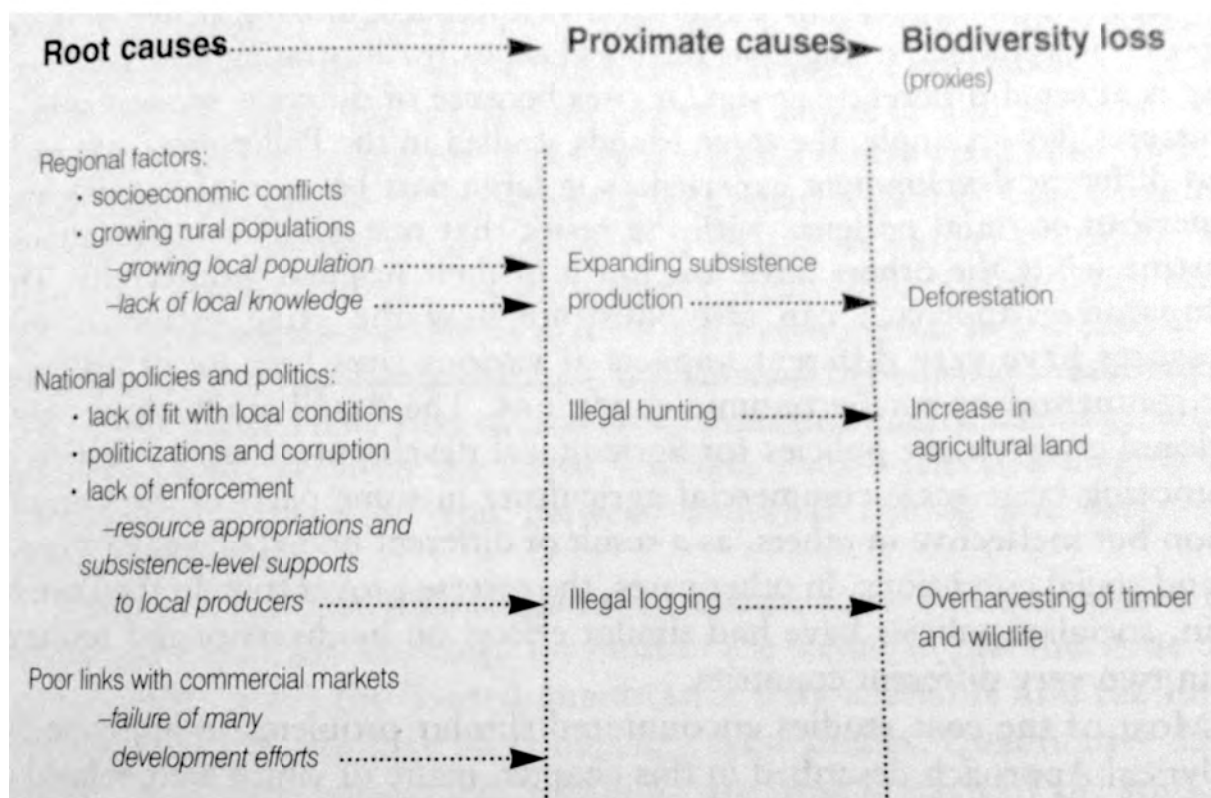 Root causes Proximate causes Biodiversity loss
(proxies)
Regional factors:
· socioeconomic conflicts
· growing rural populations
–growing local population Expanding subsistence
–lack of local knowledge production Deforestation
National policies and politics:
· lack of fit with local conditions Illegal hunting Increase in
· politicizations and corruption agricultural land
· lack of enforcement
–resource appropriations and
subsistence-level supports
to local producers Illegal logging Overharvesting of timber
and wildlife
Poor links with commercial markets
–failure of many
development efforts